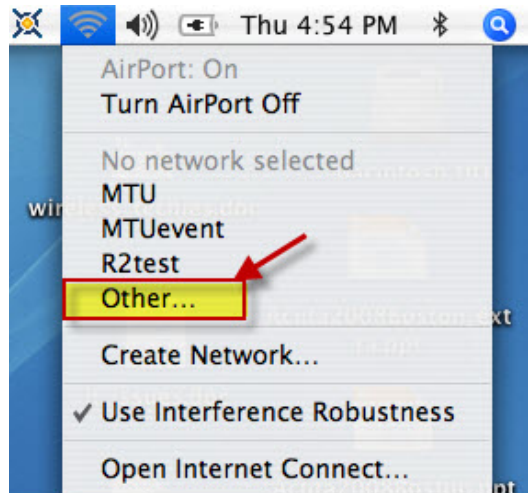 Thu 4:54 PM
AirPort: On
Turn AirPort Off
No network selected
MTU
MTUevent
R2test
Other...
Create Network...
✓ Use Interference Robustness
Open Internet Connect...